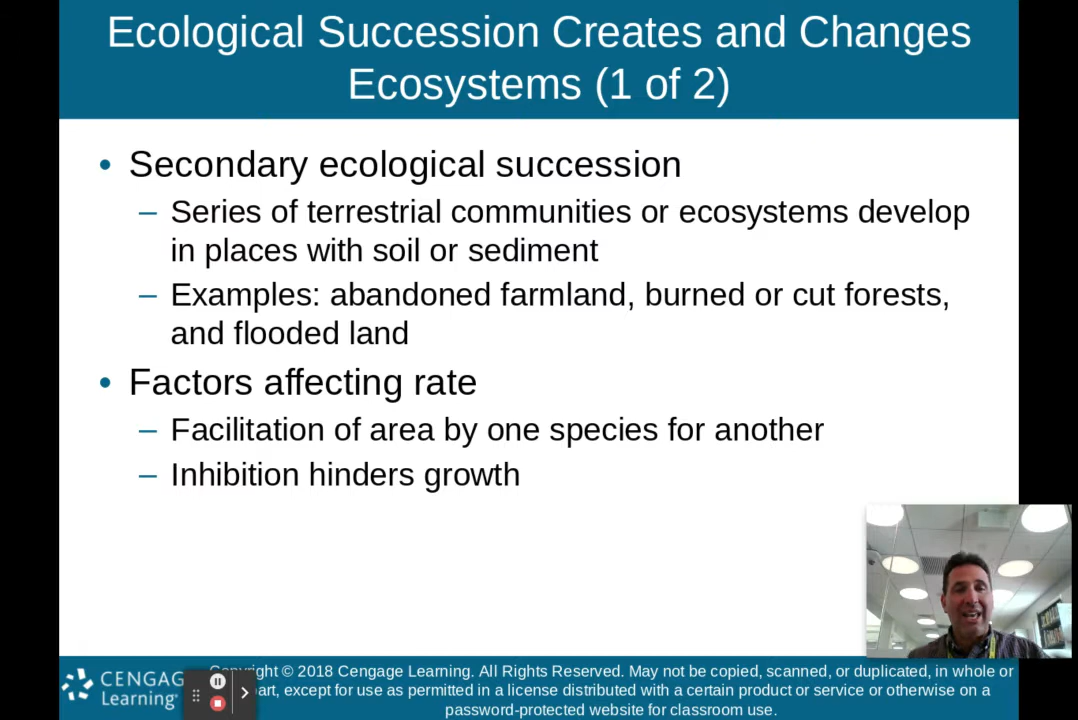 Ecological Succession Creates and Changes
Ecosystems (1 of 2)
• Secondary ecological succession
– Series of terrestrial communities or ecosystems develop
in places with soil or sediment
– Examples: abandoned farmland, burned or cut forests,
and flooded land
• Factors affecting rate
– Facilitation of area by one species for another
– Inhibition hinders growth
CENGAGE
Learning
Copyright © 2018 Cengage Learning. All Rights Reserved. May not be copied, scanned, or duplicated, in whole or
part, except for use as permitted in a license distributed with a certain product or service or otherwise on a
password-protected website for classroom use.